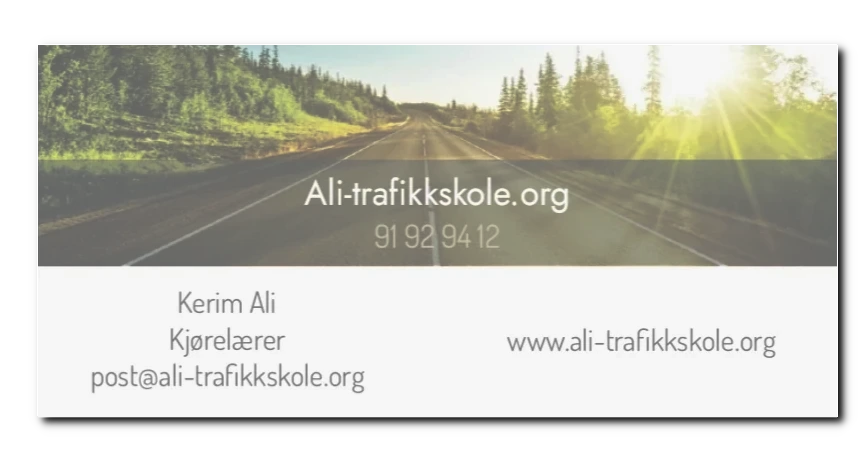 Ali-trafikkskole.org
91 92 94 12
Kerim Ali
Kjørelærer
post@ali-trafikkskole.org
www.ali-trafikkskole.org